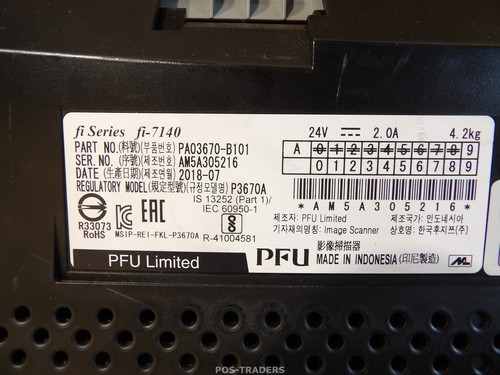 fi Series fi-7140
PART NO.(料號)(부품번호) PA03670-B101
SER. NO. (序號)(제조번호) AM5A305216
DATE (生產日期)(제조연월) 2018-07
REGULATORY MODEL(規定型號)(규정모델명) P3670A
IS 13252 (Part 1)/
IEC 60950-1
R33073
RoHS
EAC
MSIP-REI-FKL-P3670A
R-41004581
PFU Limited
24V 2.0A 4.2kg
A 0 1 2 3 4 5 6 7 8 9
0 1 2 3 4 5 6 7 8 9
*AM5A305216*
제조자: PFU Limited 제조국가: 인도네시아
기자재의명칭: Image Scanner 상호명: 한국후지쯔(주)
PFU
影像掃描器
MADE IN INDONESIA (印尼製造)
POS-TRADERS